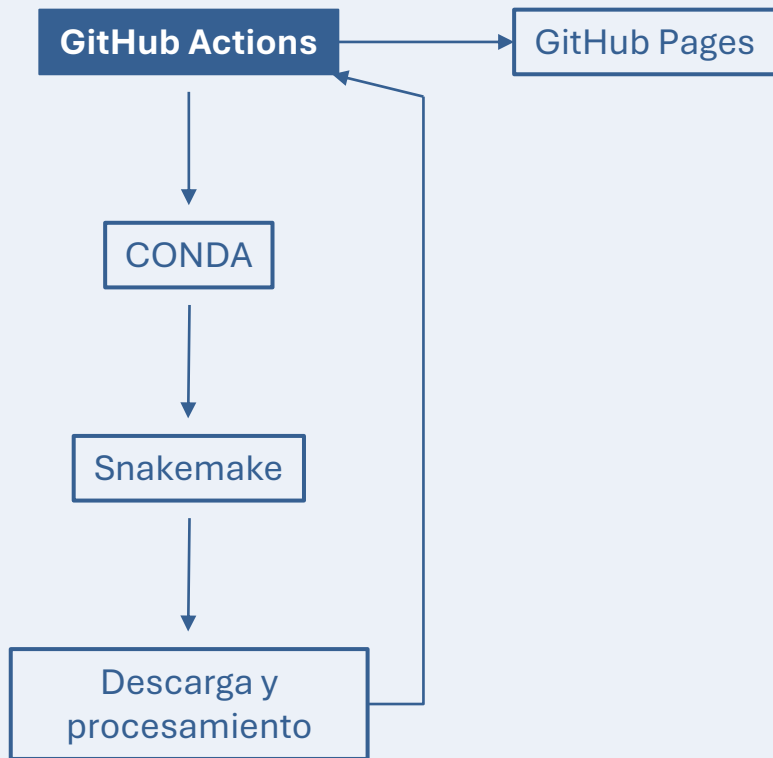 GitHub Actions
GitHub Pages
CONDA
Snakemake
Descarga y
procesamiento